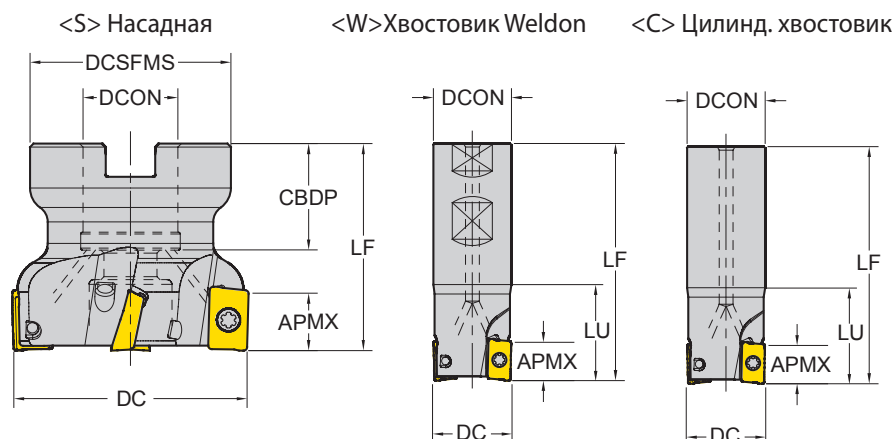 <S> Насадная
<W>Хвостовик Weldon
<C> Цилинд. хвостовик
DCSFMS
DCON
CBDP
LF
APMX
DC
DCON
LF
LU
APMX
DC
DCON
LF
LU
APMX
DC